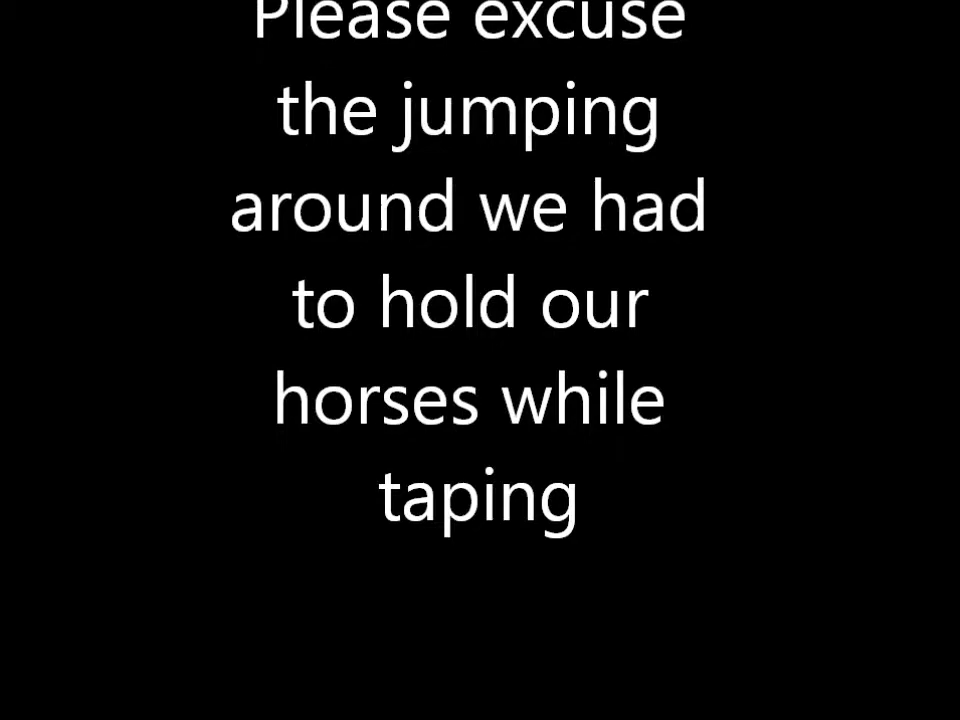 Please excuse
the jumping
around we had
to hold our
horses while
taping